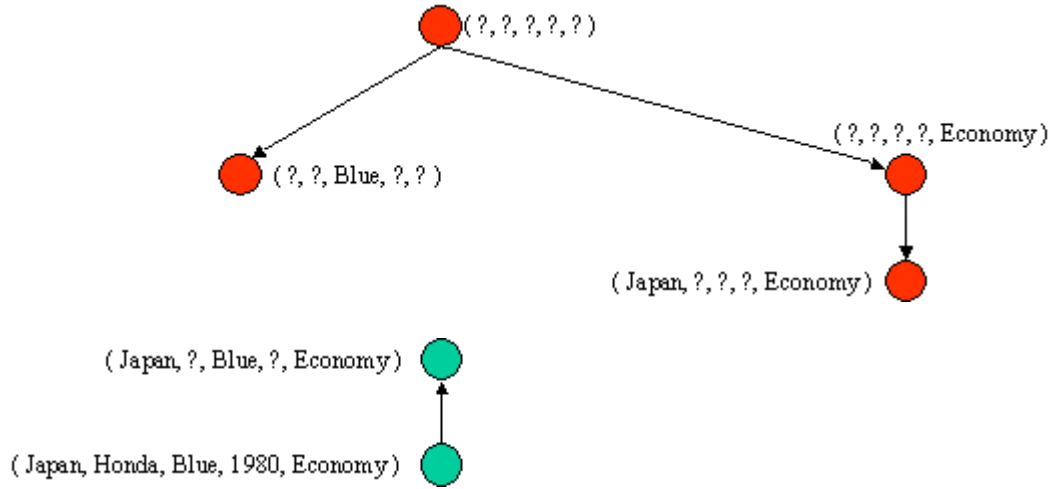 ( ?, ?, ?, ?, ? )
( ?, ?, ?, ?, Economy )
( ?, ?, Blue, ?, ? )
( Japan, ?, ?, ?, Economy )
( Japan, ?, Blue, ?, Economy )
( Japan, Honda, Blue, 1980, Economy )